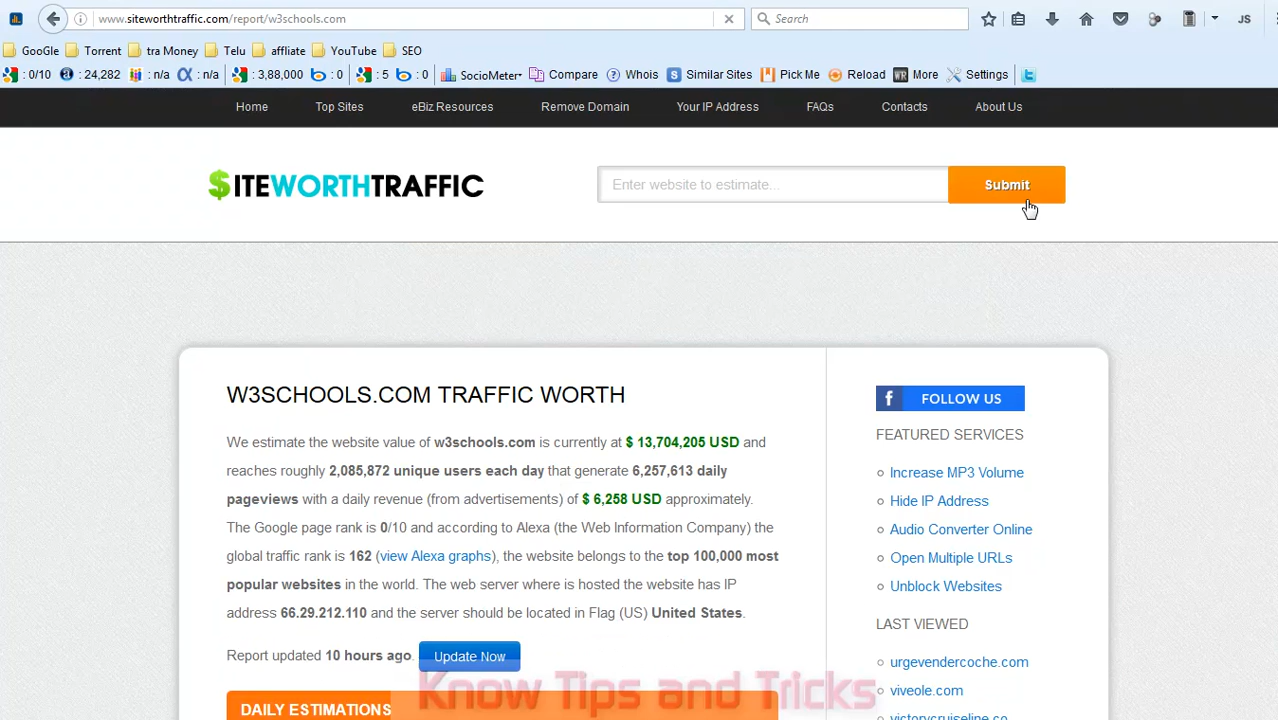 www.siteworthtraffic.com/report/w3schools.com
Search
JS
GooGle
Torrent
tra Money
Telu
affliate
YouTube
SEO
: 0/10
: 24,282
: n/a
: n/a
: 3,88,000
: 0
: 5
: 0
SocioMeter
Compare
Whois
Similar Sites
Pick Me
Reload
More
Settings
Home
Top Sites
eBiz Resources
Remove Domain
Your IP Address
FAQs
Contacts
About Us
$ITEWORTHTRAFFIC
Enter website to estimate...
Submit
W3SCHOOLS.COM TRAFFIC WORTH
We estimate the website value of w3schools.com is currently at $ 13,704,205 USD and
reaches roughly 2,085,872 unique users each day that generate 6,257,613 daily
pageviews with a daily revenue (from advertisements) of $ 6,258 USD approximately.
The Google page rank is 0/10 and according to Alexa (the Web Information Company) the
global traffic rank is 162 (view Alexa graphs), the website belongs to the top 100,000 most
popular websites in the world. The web server where is hosted the website has IP
address 66.29.212.110 and the server should be located in Flag (US) United States.
Report updated 10 hours ago.
Update Now
DAILY ESTIMATIONS
FOLLOW US
FEATURED SERVICES
Increase MP3 Volume
Hide IP Address
Audio Converter Online
Open Multiple URLs
Unblock Websites
LAST VIEWED
urgevendercoche.com
viveole.com
victorycruiseline.co
Know Tips and Tricks